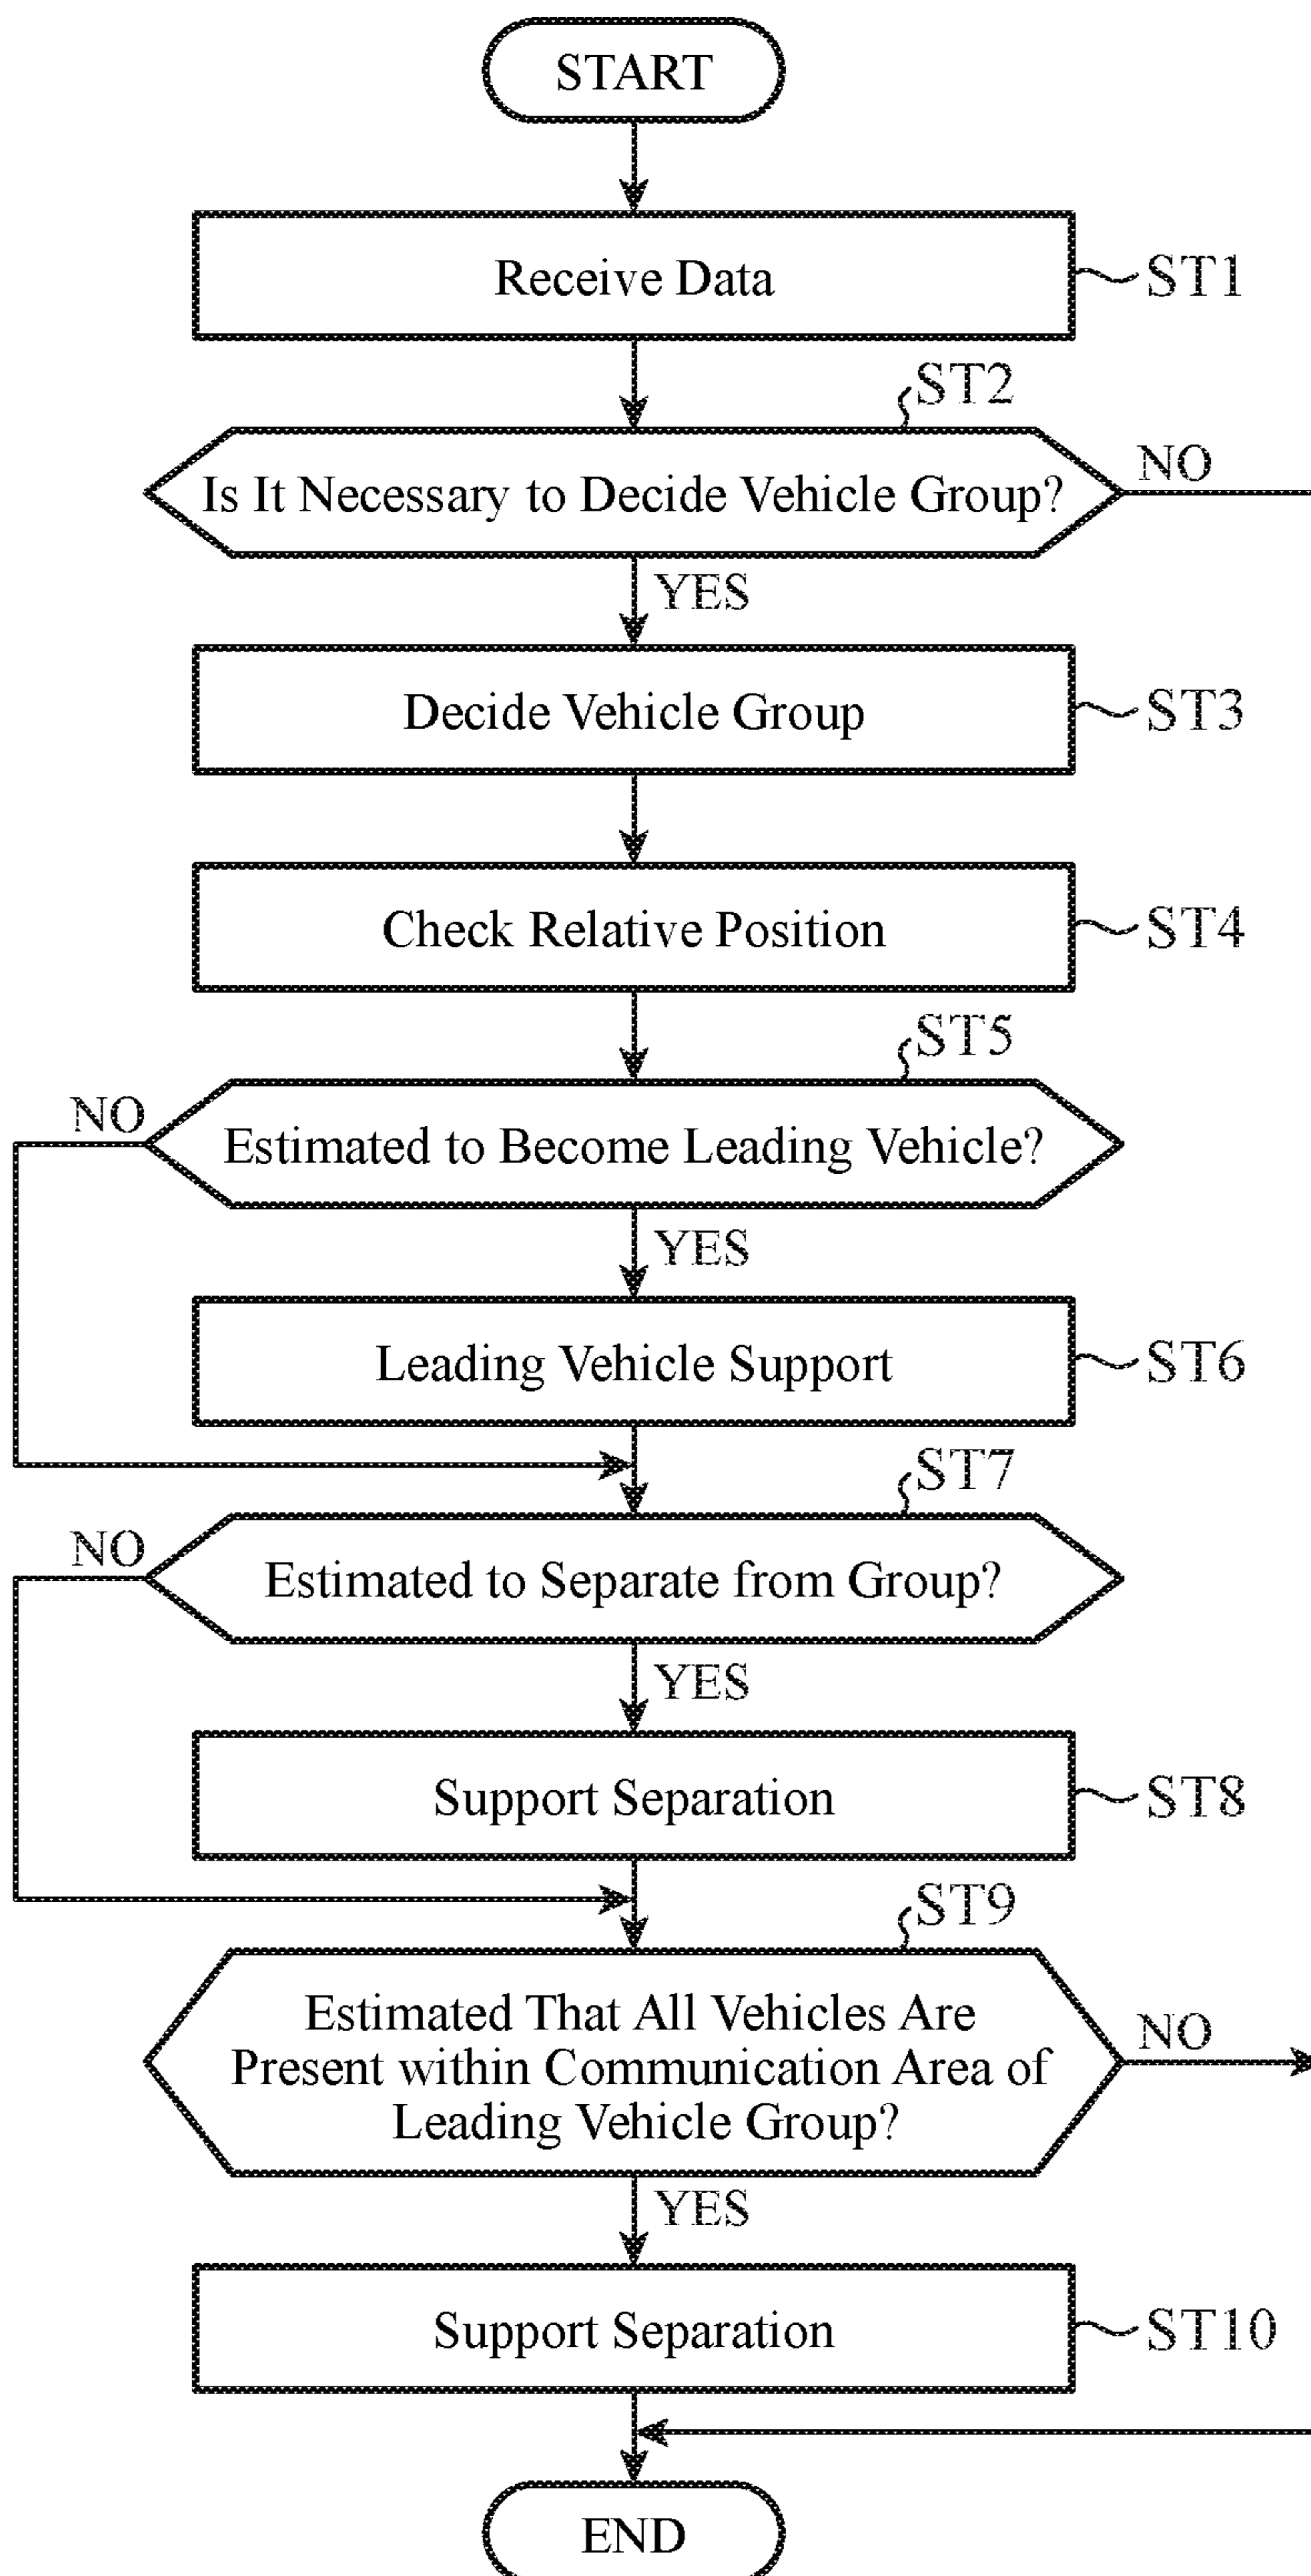 START
Receive Data
ST1
ST2
Is It Necessary to Decide Vehicle Group?
NO
YES
Decide Vehicle Group
ST3
Check Relative Position
ST4
ST5
NO
Estimated to Become Leading Vehicle?
YES
Leading Vehicle Support
ST6
ST7
NO
Estimated to Separate from Group?
YES
Support Separation
ST8
ST9
Estimated That All Vehicles Are
Present within Communication Area of
Leading Vehicle Group?
NO
YES
Support Separation
ST10
END